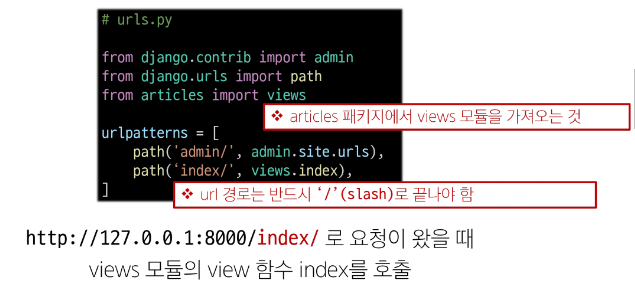 # urls.py
from django.contrib import admin
from django.urls import path
from articles import views
❖ articles 패키지에서 views 모듈을 가져오는 것
urlpatterns = [
path('admin/', admin.site.urls),
path(‘index/’, views.index),
]
❖ url 경로는 반드시 ‘/’(slash)로 끝나야 함
http://127.0.0.1:8000/index/ 로 요청이 왔을 때
views 모듈의 view 함수 index를 호출